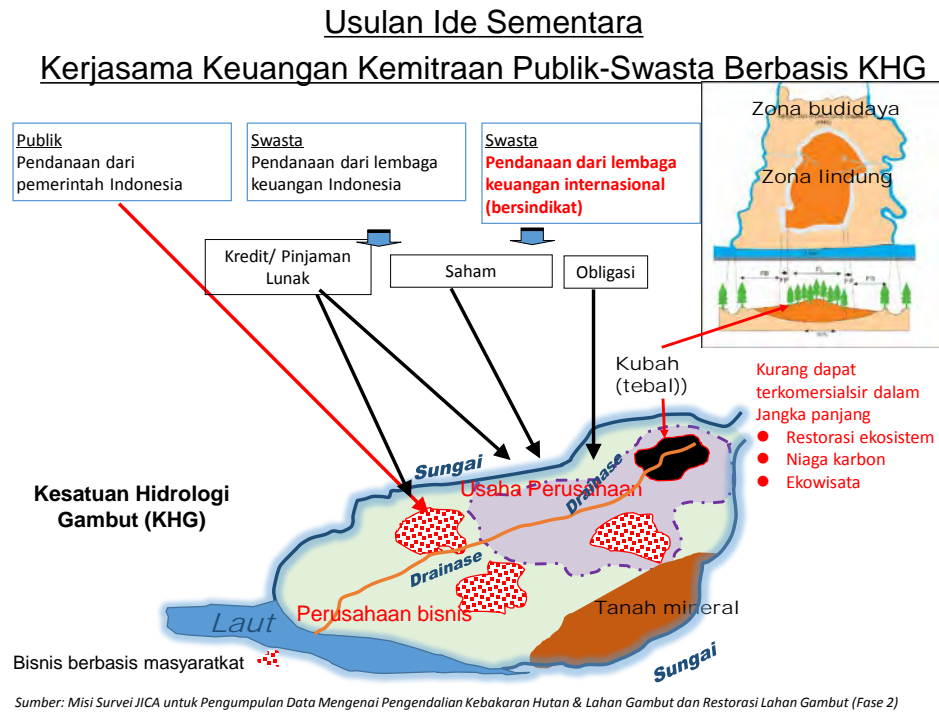 Usulan Ide Sementara
Kerjasama Keuangan Kemitraan Publik-Swasta Berbasis KHG
Publik
Pendanaan dari
pemerintah Indonesia
Swasta
Pendanaan dari lembaga
keuangan Indonesia
Swasta
Pendanaan dari lembaga
keuangan internasional
(bersindikat)
Zona budidaya
Zona lindung
Kredit/ Pinjaman
Lunak
Saham
Obligasi
Kubah
(tebal))
Kurang dapat
terkomersialsir dalam
Jangka panjang
● Restorasi ekosistem
● Niaga karbon
● Ekowisata
Kesatuan Hidrologi
Gambut (KHG)
Sungai
Usaha Perusahaan
Drainase
Drainase
Perusahaan bisnis
Tanah mineral
Laut
Sungai
Bisnis berbasis masyaratkat
Sumber: Misi Survei JICA untuk Pengumpulan Data Mengenai Pengendalian Kebakaran Hutan & Lahan Gambut dan Restorasi Lahan Gambut (Fase 2)